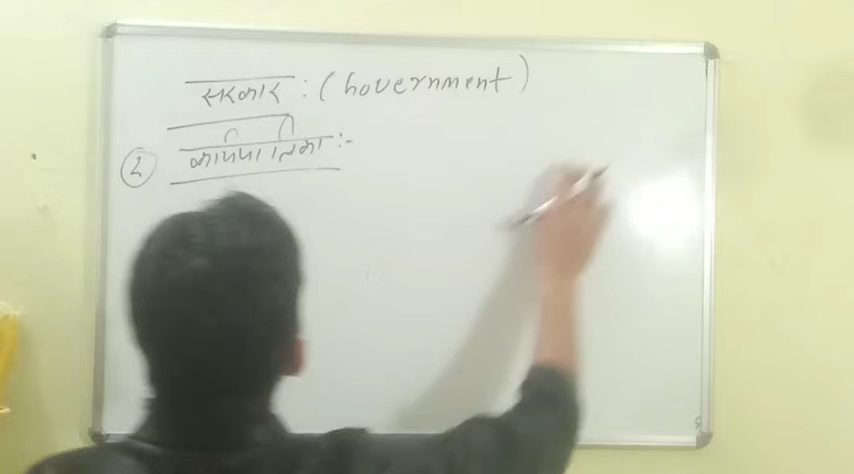 सरकार : (Government)
② कार्यपालिका :-